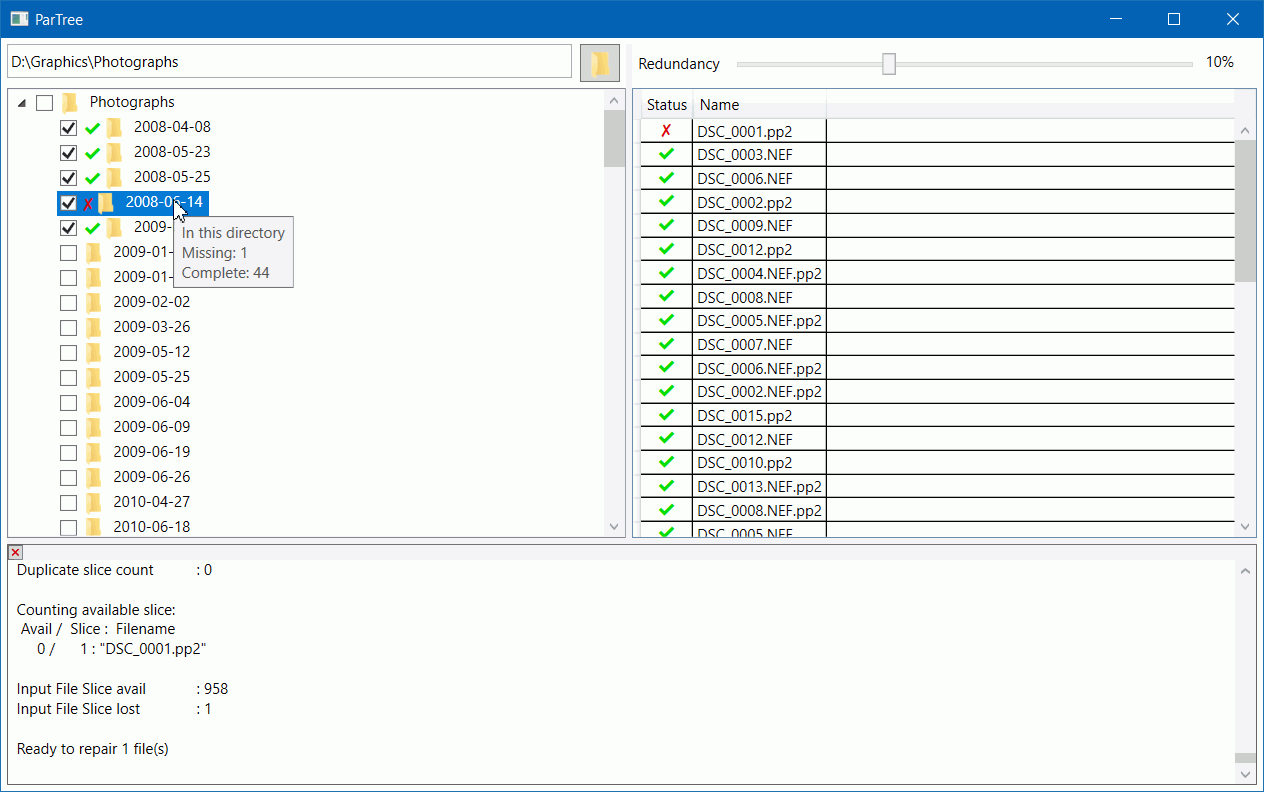 ParTree
D:\Graphics\Photographs
Redundancy 10%
Photographs
2008-04-08
2008-05-23
2008-05-25
2008-06-14
2009-
2009-01-
2009-01-
2009-02-02
2009-03-26
2009-05-12
2009-05-25
2009-06-04
2009-06-09
2009-06-19
2009-06-26
2010-04-27
2010-06-18
In this directory
Missing: 1
Complete: 44
Status Name
DSC_0001.pp2
DSC_0003.NEF
DSC_0006.NEF
DSC_0002.pp2
DSC_0009.NEF
DSC_0012.pp2
DSC_0004.NEF.pp2
DSC_0008.NEF
DSC_0005.NEF.pp2
DSC_0007.NEF
DSC_0006.NEF.pp2
DSC_0002.NEF.pp2
DSC_0015.pp2
DSC_0012.NEF
DSC_0010.pp2
DSC_0013.NEF.pp2
DSC_0008.NEF.pp2
DSC_0005.NEF
Duplicate slice count : 0
Counting available slice:
Avail / Slice : Filename
0 / 1 : "DSC_0001.pp2"
Input File Slice avail : 958
Input File Slice lost : 1
Ready to repair 1 file(s)